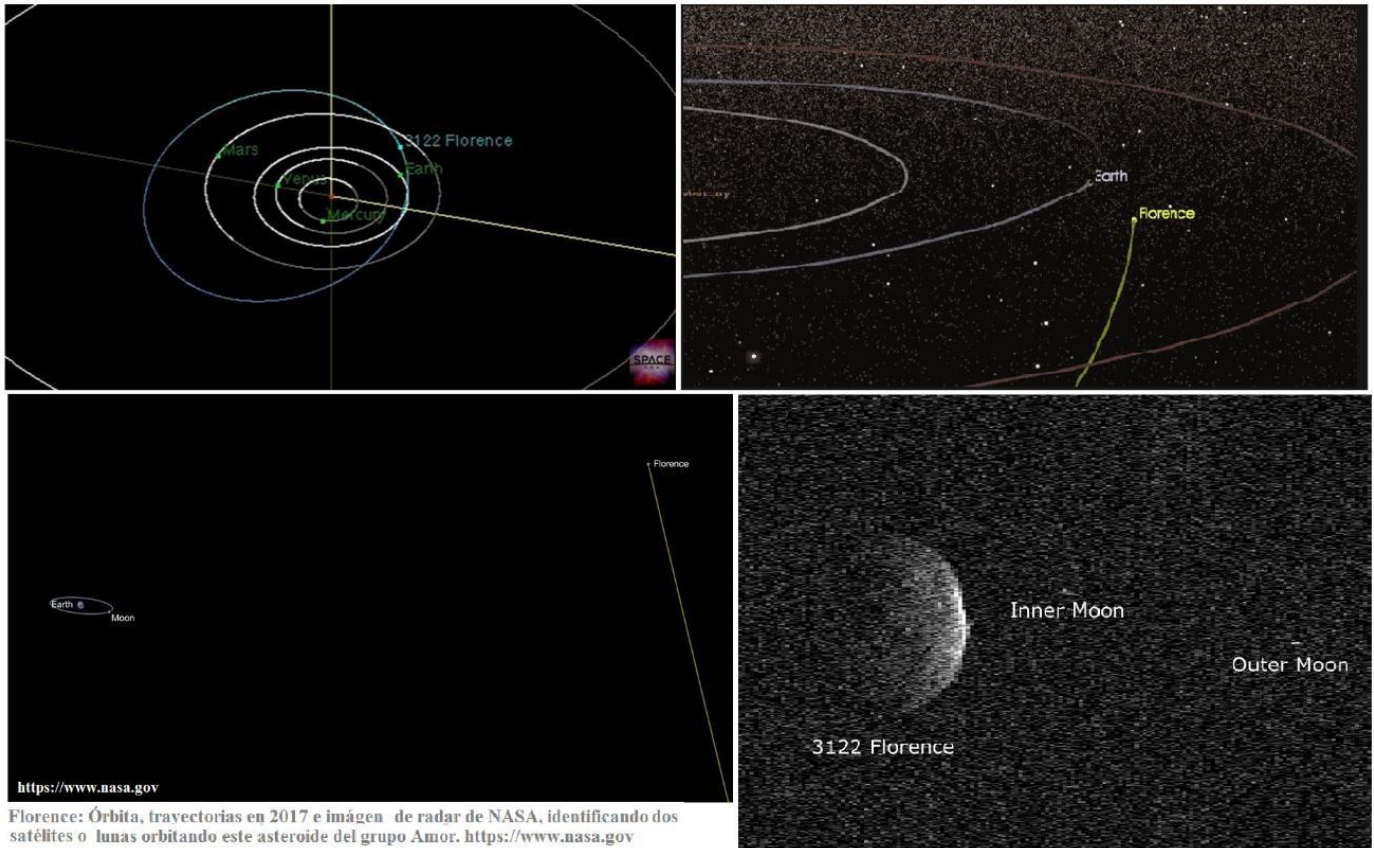 3122 Florence
Mars
Earth
Venus
Mercury
SPACE
Earth
Florence
Florence
Earth
Moon
https://www.nasa.gov
Inner Moon
Outer Moon
3122 Florence
Florence: Órbita, trayectorias en 2017 e imágen de radar de NASA, identificando dos
satélites o lunas orbitando este asteroide del grupo Amor. https://www.nasa.gov